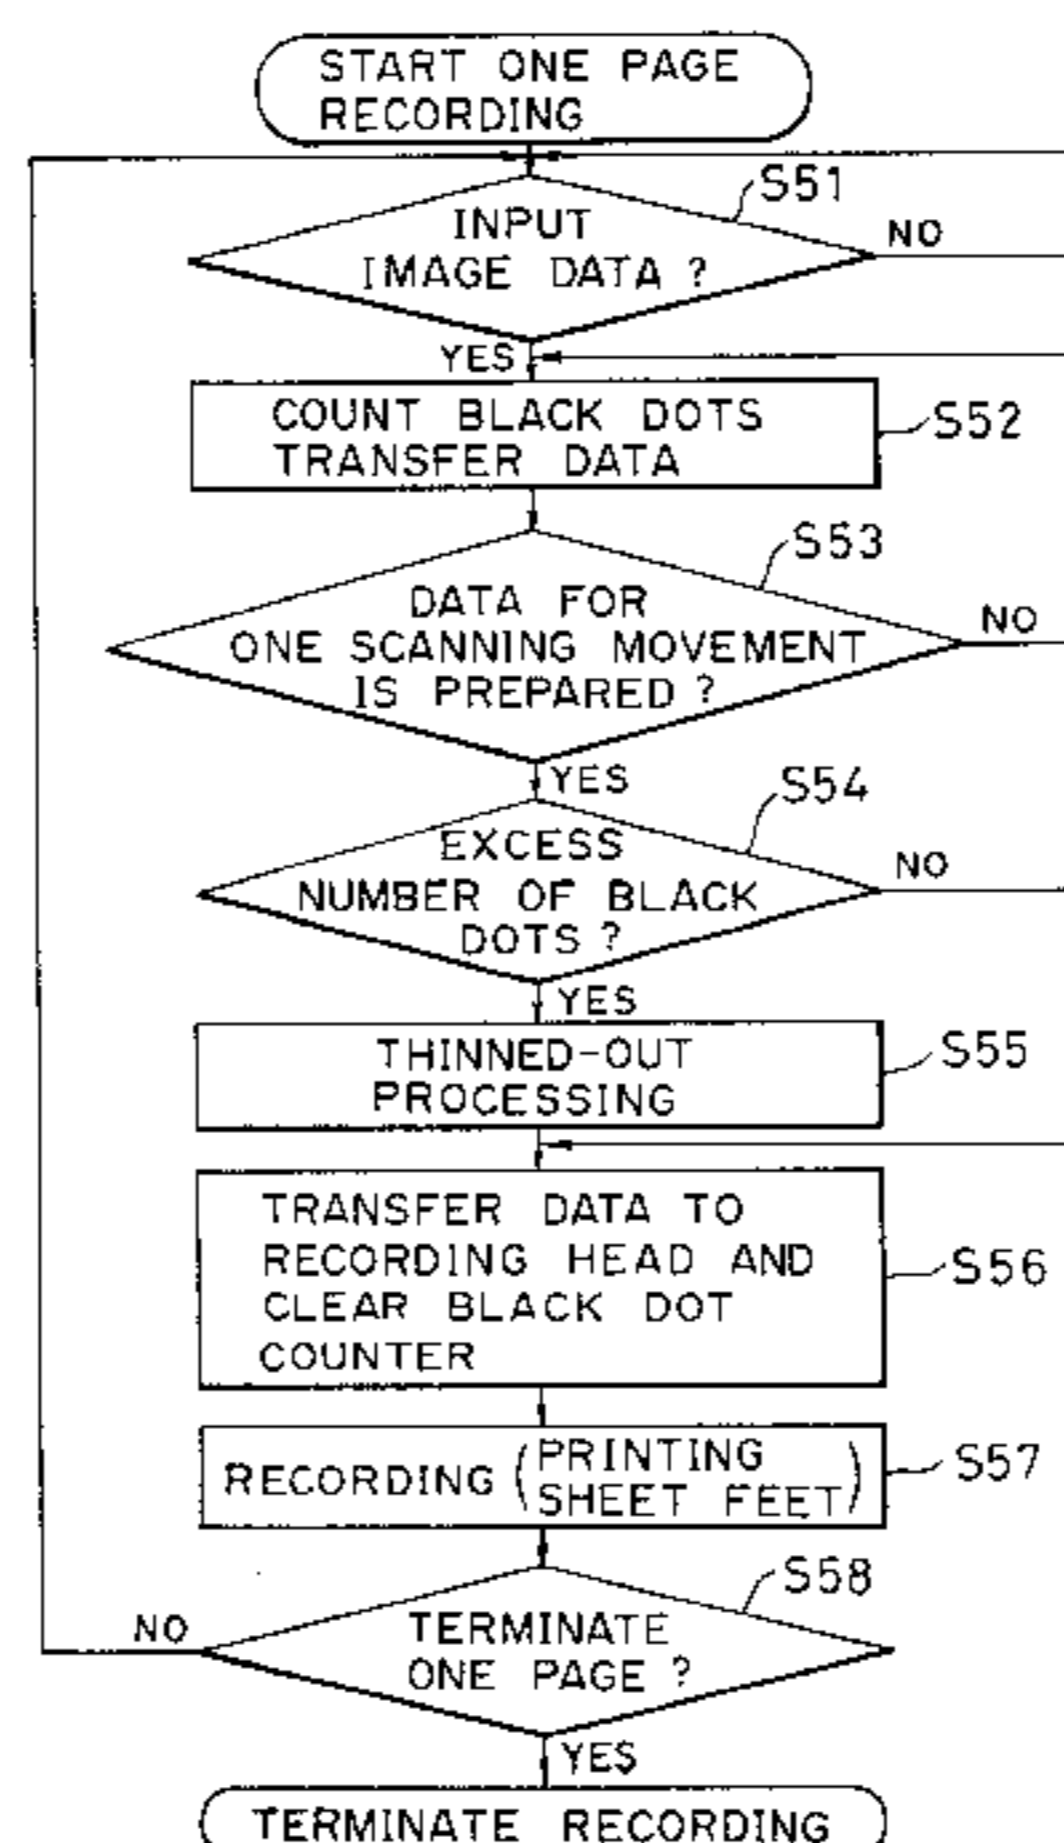 START ONE PAGE
RECORDING
S51
INPUT
IMAGE DATA ?
NO
YES
COUNT BLACK DOTS
TRANSFER DATA
S52
S53
DATA FOR
ONE SCANNING MOVEMENT
IS PREPARED ?
NO
YES
S54
EXCESS
NUMBER OF BLACK
DOTS ?
NO
YES
THINNED-OUT
PROCESSING
S55
TRANSFER DATA TO
RECORDING HEAD AND
CLEAR BLACK DOT
COUNTER
S56
RECORDING (PRINTING
SHEET FEET)
S57
S58
TERMINATE
ONE PAGE ?
NO
YES
TERMINATE RECORDING